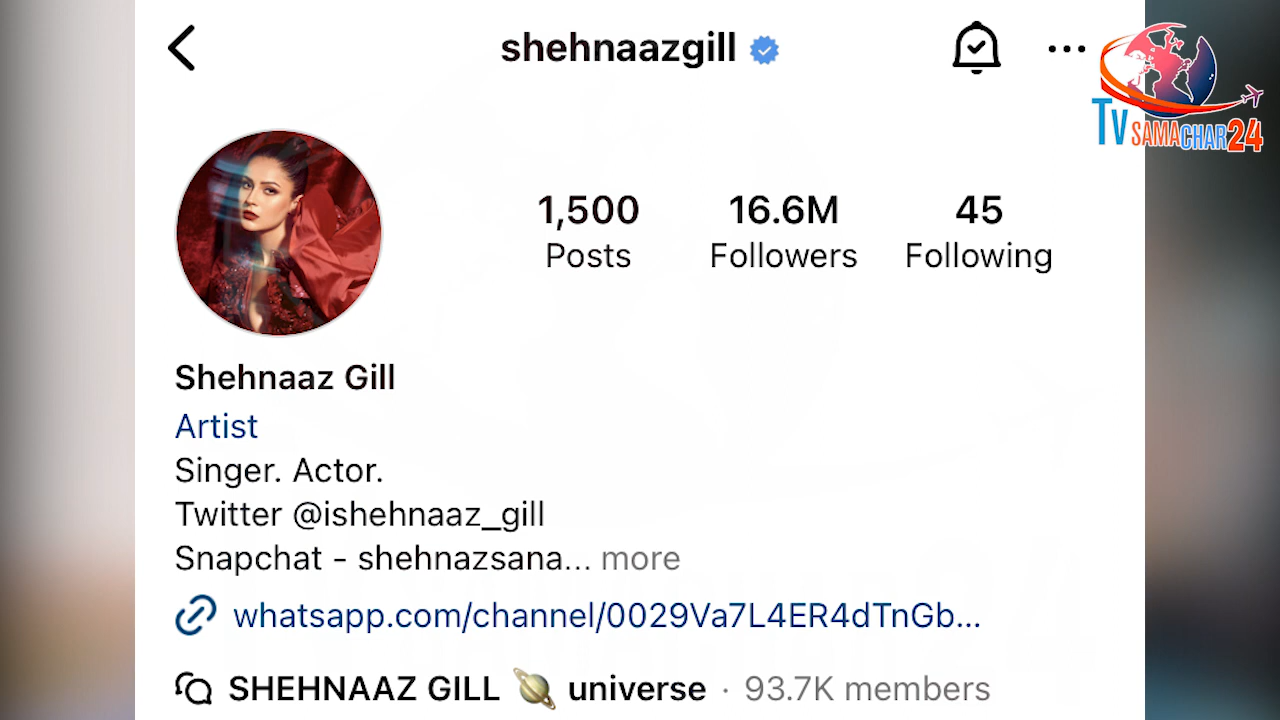 shehnaazgill
TV SAMACHAR24
1,500 16.6M 45
Posts Followers Following
Shehnaaz Gill
Artist
Singer. Actor.
Twitter @ishehnaaz_gill
Snapchat - shehnazsana... more
whatsapp.com/channel/0029Va7L4ER4dTnGb...
SHEHNAAZ GILL 🪐 universe · 93.7K members